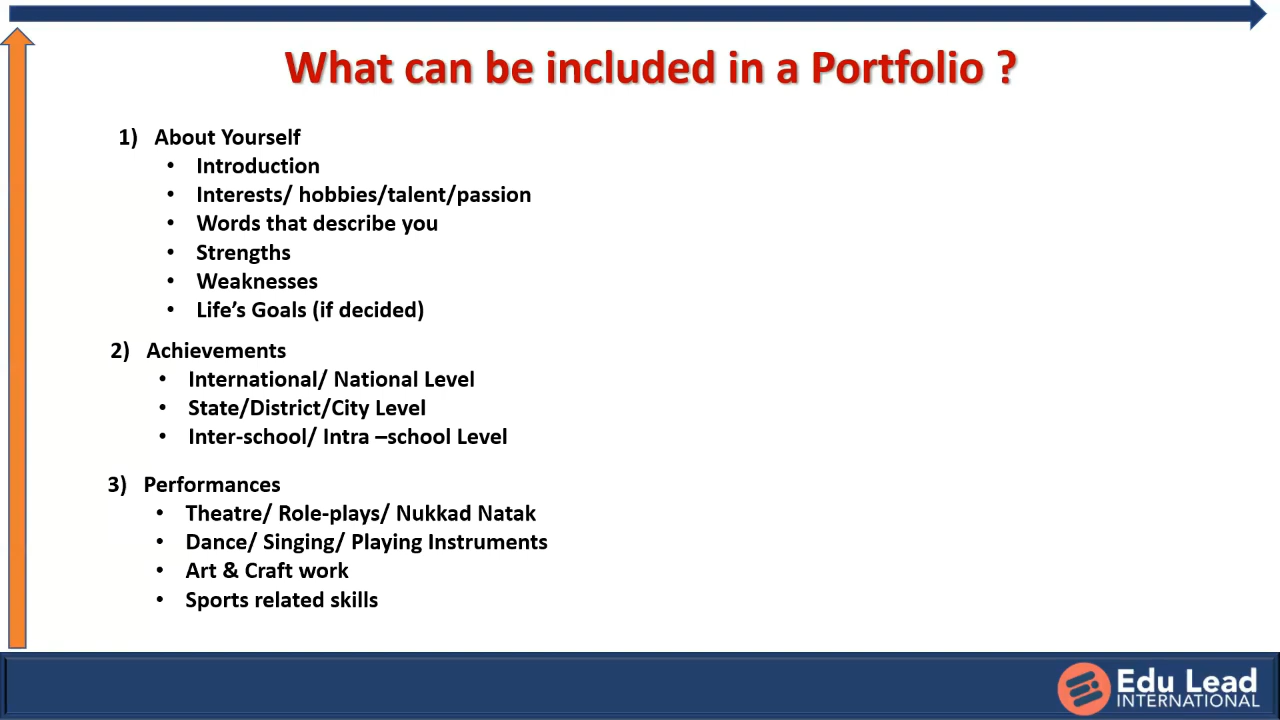 What can be included in a Portfolio ?
1) About Yourself
• Introduction
• Interests/ hobbies/talent/passion
• Words that describe you
• Strengths
• Weaknesses
• Life’s Goals (if decided)
2) Achievements
• International/ National Level
• State/District/City Level
• Inter-school/ Intra –school Level
3) Performances
• Theatre/ Role-plays/ Nukkad Natak
• Dance/ Singing/ Playing Instruments
• Art & Craft work
• Sports related skills
Edu Lead
INTERNATIONAL